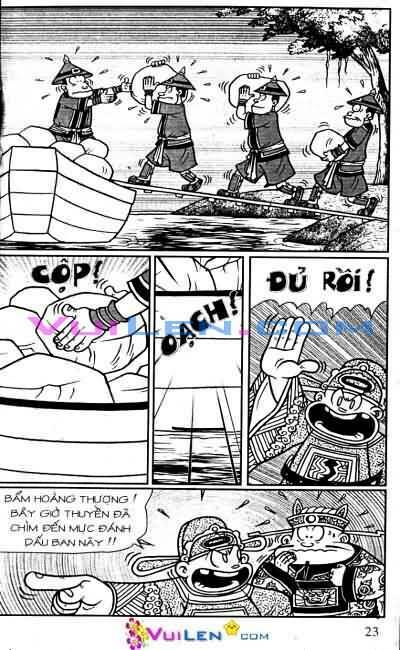 CỘP!
OẠCH!
ĐỦ RỒI!
VUILEN.COM
BẨM HOÀNG THƯỢNG!
BÂY GIỜ THUYỀN ĐÃ
CHÌM ĐẾN MỰC ĐÁNH
DẤU BAN NÃY!!
23
VUILEN.COM